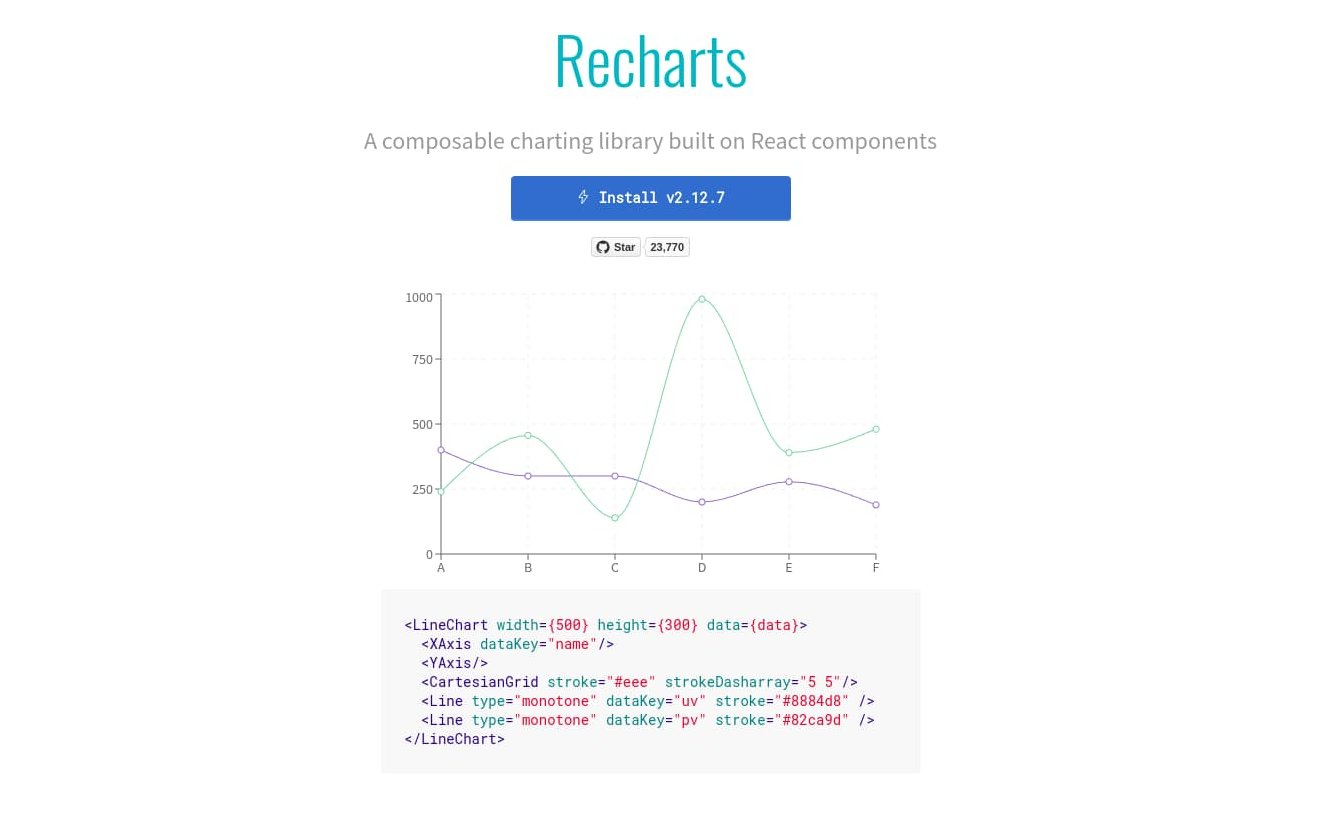 Recharts
A composable charting library built on React components
Install v2.12.7
Star 23,770
1000
750
500
250
0
A B C D E F
<LineChart width={500} height={300} data={data}>
  <XAxis dataKey="name"/>
  <YAxis/>
  <CartesianGrid stroke="#eee" strokeDasharray="5 5"/>
  <Line type="monotone" dataKey="uv" stroke="#8884d8" />
  <Line type="monotone" dataKey="pv" stroke="#82ca9d" />
</LineChart>